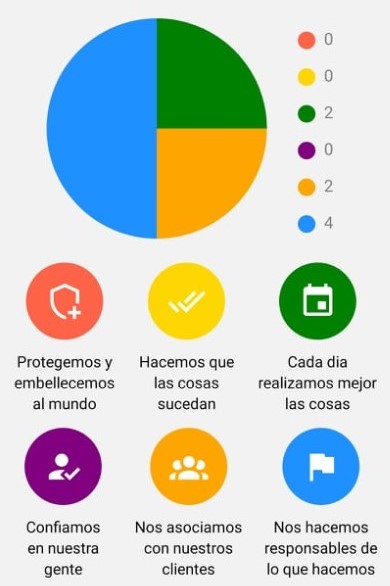 0
0
2
0
2
4
Protegemos y
embellecemos
al mundo
Hacemos que
las cosas
sucedan
Cada dia
realizamos mejor
las cosas
Confiamos
en nuestra
gente
Nos asociamos
con nuestros
clientes
Nos hacemos
responsables de
lo que hacemos